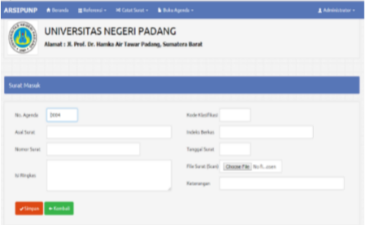 ARSIPUNP Beranda Referensi Catat Surat Buku Agenda Administrator
UNIVERSITAS NEGERI PADANG
Alamat : Jl. Prof. Dr. Hamka Air Tawar Padang, Sumatera Barat
Surat Masuk
No. Agenda 0004 Kode Klasifikasi
Asal Surat Indeks Berkas
Nomor Surat Tanggal Surat
File Surat (Scan) Choose File No fi...osen
Isi Ringkas
Keterangan
Simpan Kembali